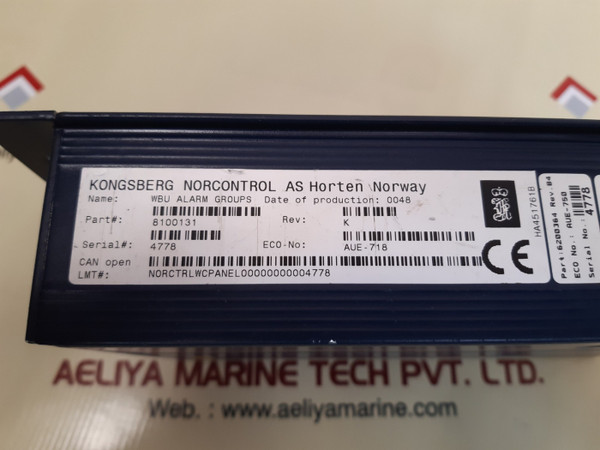 KONGSBERG NORCONTROL AS Horten Norway
Name: WBU ALARM GROUPS Date of production: 0048
Part#: 8100131 Rev: K
Serial#: 4778 ECO-No: AUE-718
CAN open
LMT#: NORCTRLWCPANEL00000000004778
HA451761B
CE
Part:6200364 Rev:B4
ECO No.: AUE-750
Serial No.: 4778
AELIYA MARINE TECH PVT. LTD.
Web. : www.aeliyamarine.com